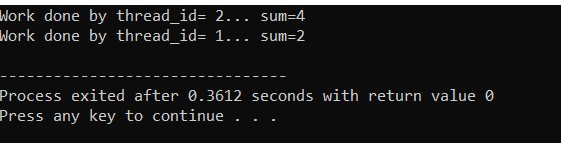 Work done by thread_id= 2... sum=4
Work done by thread_id= 1... sum=2
--------------------------------
Process exited after 0.3612 seconds with return value 0
Press any key to continue . . .